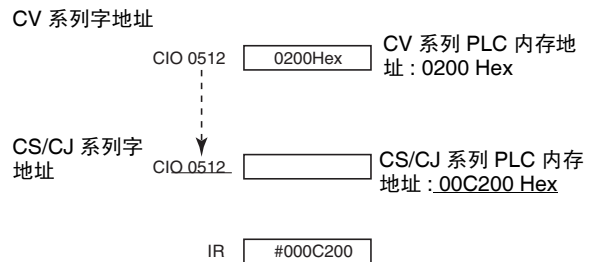 CV 系列字地址
CIO 0512 0200Hex CV 系列 PLC 内存地
址 : 0200 Hex
CS/CJ 系列字
地址 CIO 0512 CS/CJ 系列 PLC 内存
地址 : 00C200 Hex
IR #000C200